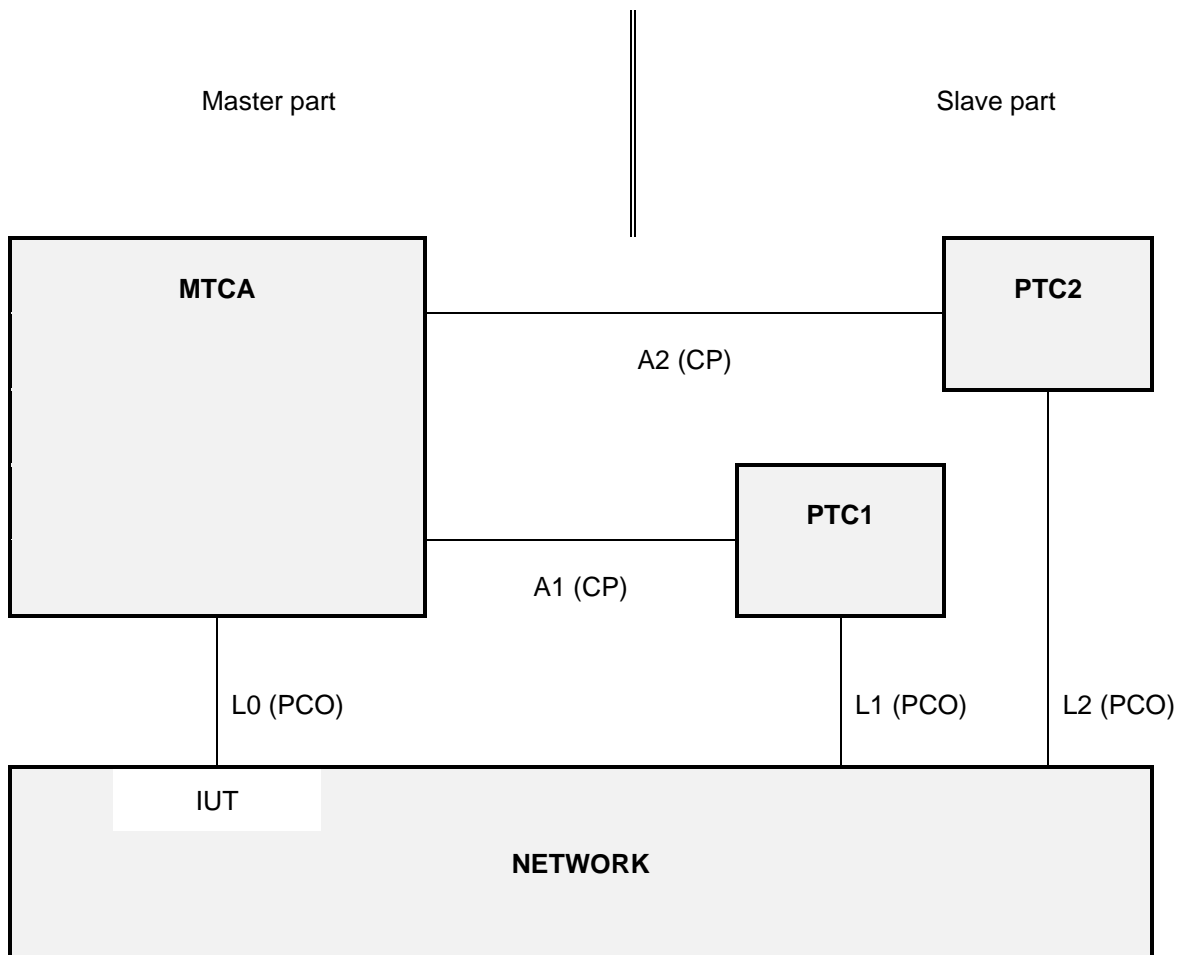 Master part
Slave part
MTCA
PTC2
A2 (CP)
PTC1
A1 (CP)
L0 (PCO)
L1 (PCO)
L2 (PCO)
IUT
NETWORK